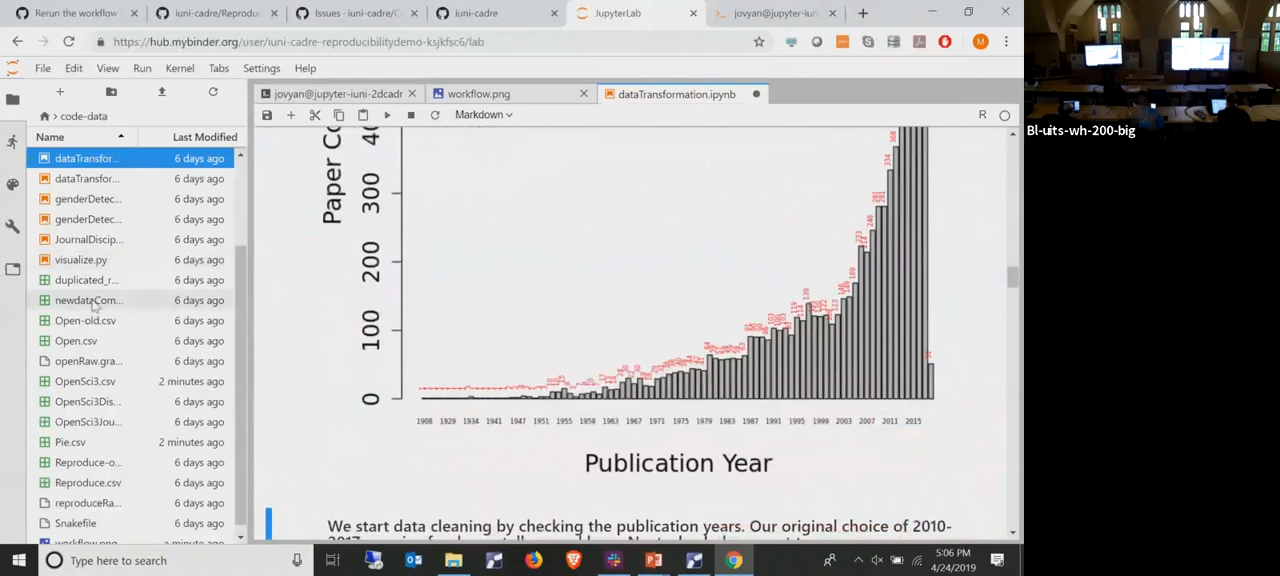 Rerun the workflow
iuni-cadre/Reproduc
Issues · iuni-cadre/C
iuni-cadre
JupyterLab
jovyan@jupyter-iuni
https://hub.mybinder.org/user/iuni-cadre-reproducibilitydemo-ksjkfsc6/lab
M
File Edit View Run Kernel Tabs Settings Help
jovyan@jupyter-iuni-2dcadr
workflow.png
dataTransformation.ipynb
code-data
Markdown
R
Name Last Modified
dataTransfor... 6 days ago
dataTransfor... 6 days ago
genderDetec... 6 days ago
genderDetec... 6 days ago
JournalDiscip... 6 days ago
visualize.py 6 days ago
duplicated_r... 6 days ago
newdataCom... 6 days ago
Open-old.csv 6 days ago
Open.csv 6 days ago
openRaw.gra... 6 days ago
OpenSci3.csv 2 minutes ago
OpenSci3Dis... 6 days ago
OpenSci3Jou... 6 days ago
Pie.csv 2 minutes ago
Reproduce-o... 6 days ago
Reproduce.csv 6 days ago
reproduceRa... 6 days ago
Snakefile 6 days ago
Paper Co
300
200
100
0
1908 1929 1934 1941 1947 1951 1955 1959 1963 1967 1971 1975 1979 1983 1987 1991 1995 1999 2003 2007 2011 2015
Publication Year
We start data cleaning by checking the publication years. Our original choice of 2010-
Type here to search
5:06 PM
4/24/2019
Bl-uits-wh-200-big